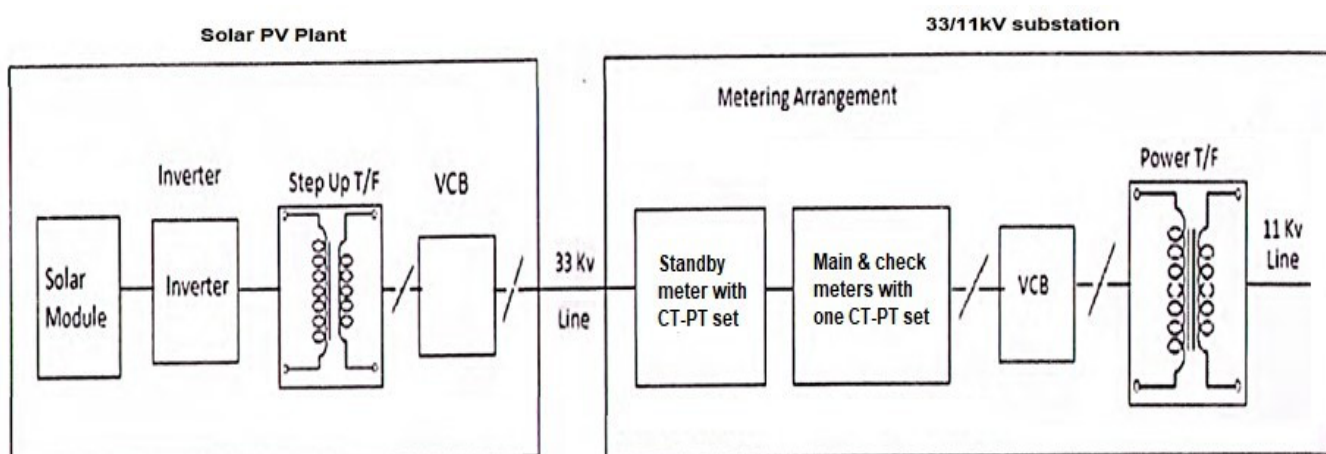 Solar PV Plant
33/11kV substation
Metering Arrangement
Inverter
Step Up T/F
VCB
Power T/F
Solar
Module
Inverter
33 Kv
Line
Standby
meter with
CT-PT set
Main & check
meters with
one CT-PT set
VCB
11 Kv
Line